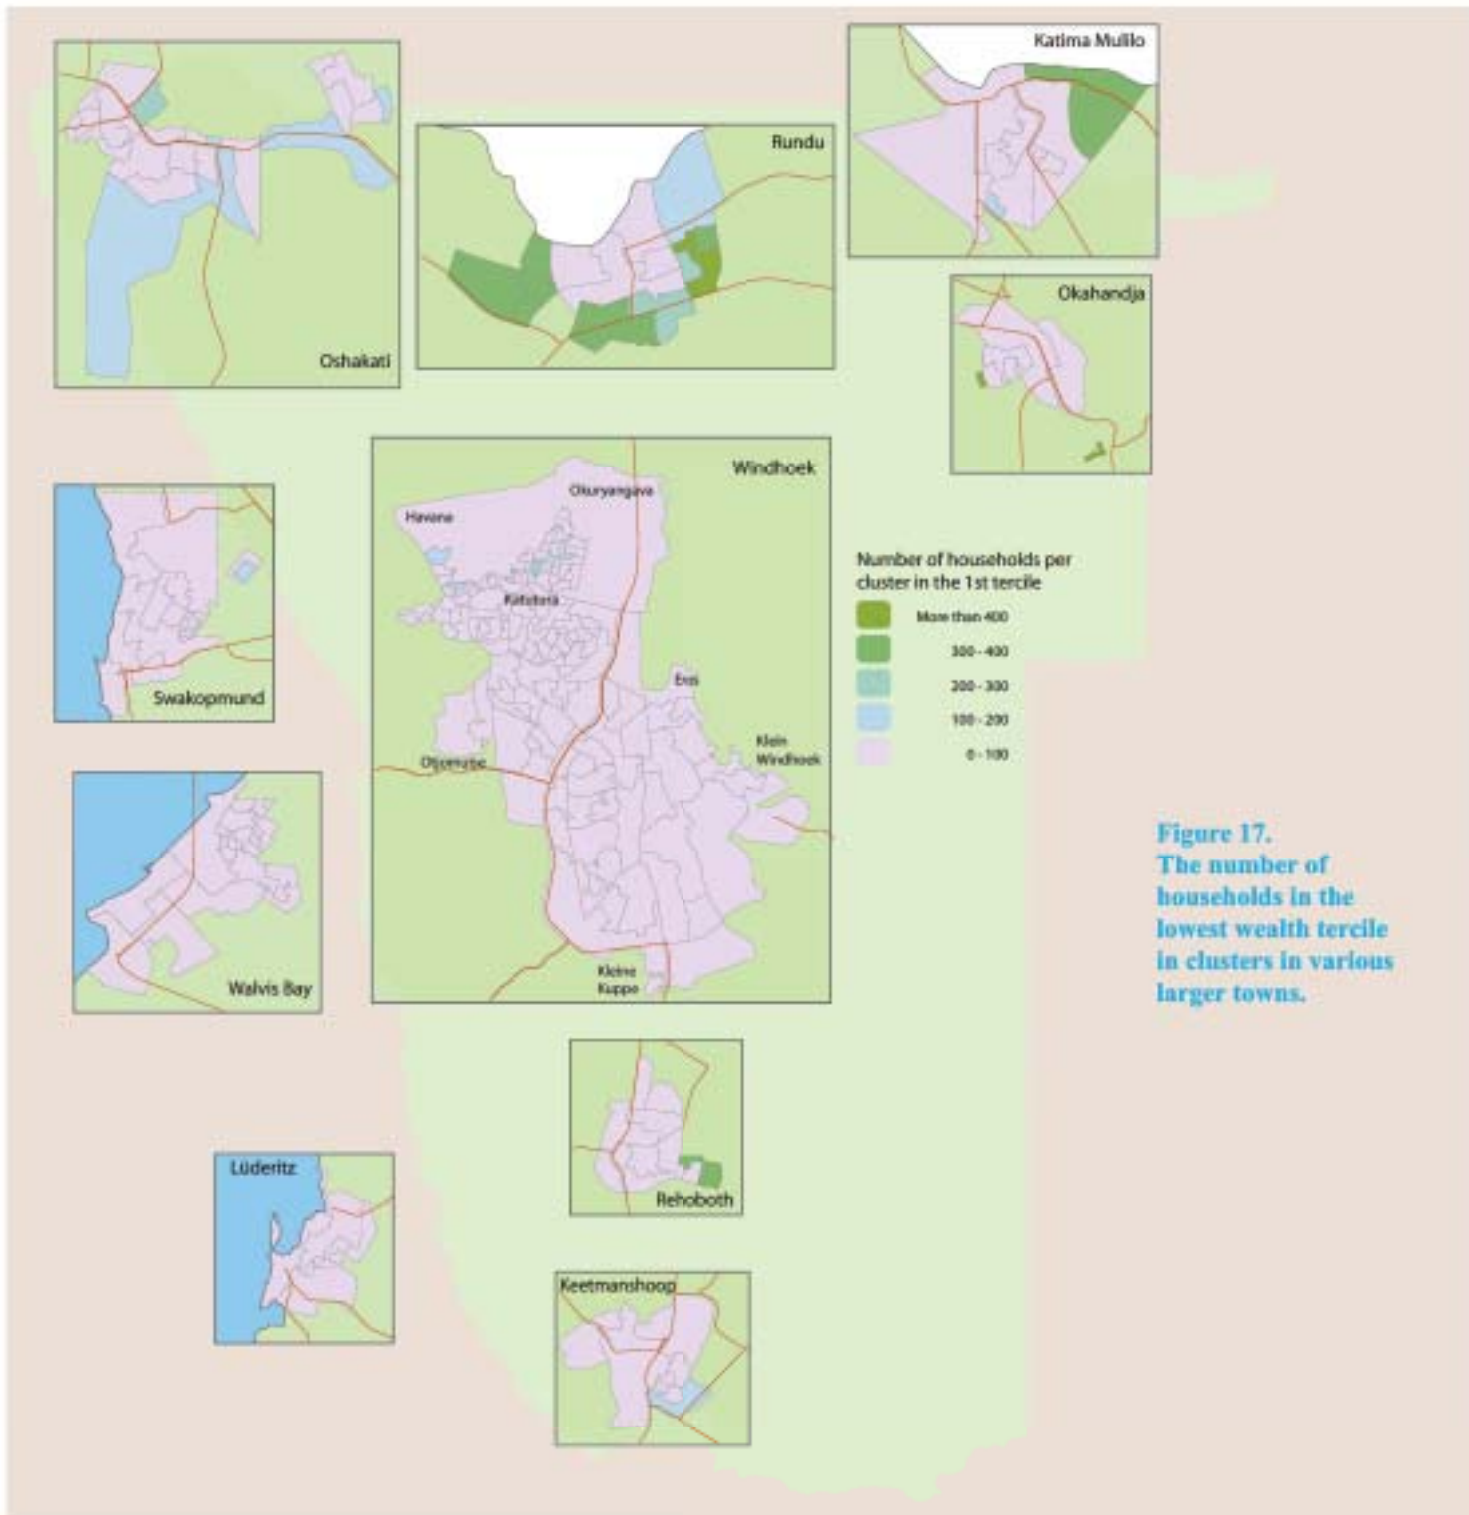 Katima Mulilo
Rundu
Oshakati
Okahandja
Windhoek
Okuryangava
Havana
Katutura
Eros
Klein
Windhoek
Otjomuise
Kleine
Kuppe
Swakopmund
Number of households per
cluster in the 1st tercile
More than 400
300 - 400
200 - 300
100 - 200
0 - 100
Walvis Bay
Figure 17.
The number of
households in the
lowest wealth tercile
in clusters in various
larger towns.
Rehoboth
Lüderitz
Keetmanshoop